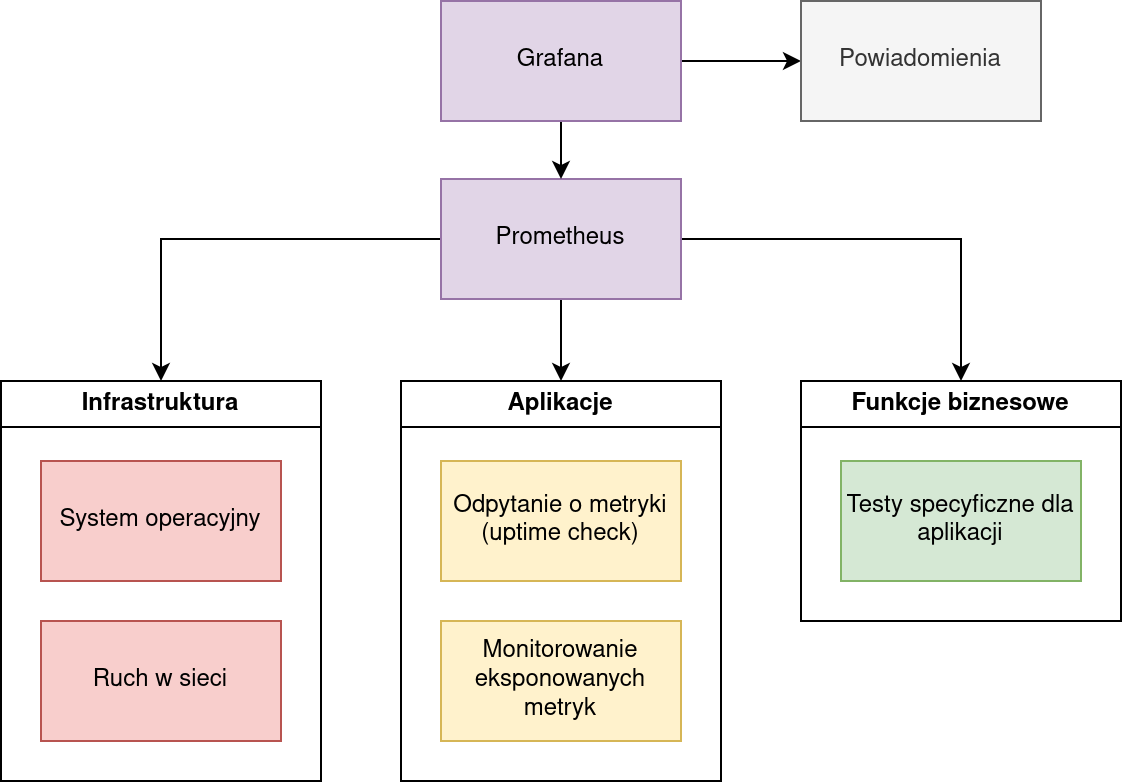 Grafana
Powiadomienia
Prometheus
Infrastruktura
System operacyjny
Ruch w sieci
Aplikacje
Odpytanie o metryki
(uptime check)
Monitorowanie
eksponowanych
metryk
Funkcje biznesowe
Testy specyficzne dla
aplikacji